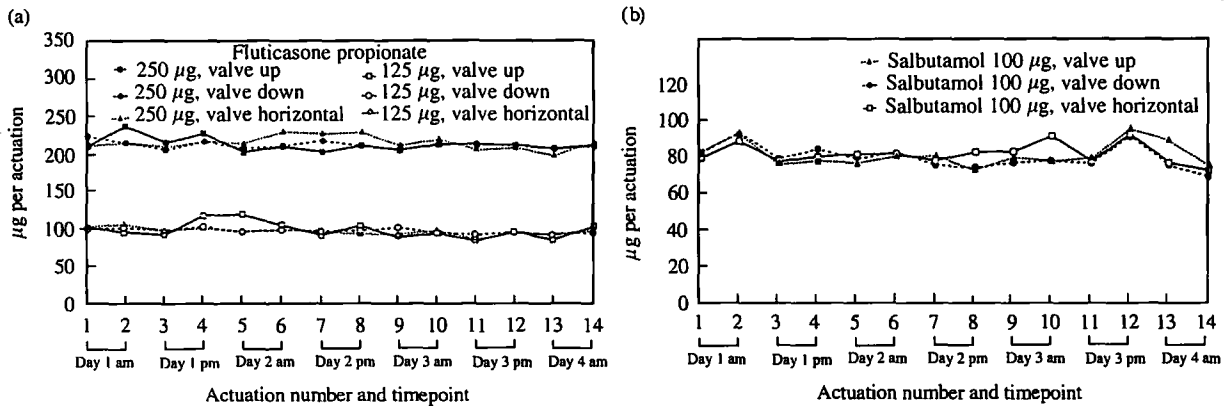 (a)
350
300
250
200
150
100
50
0
µg per actuation
Fluticasone propionate
250 µg, valve up
250 µg, valve down
250 µg, valve horizontal
125 µg, valve up
125 µg, valve down
125 µg, valve horizontal
1 2 3 4 5 6 7 8 9 10 11 12 13 14
Day 1 am Day 1 pm Day 2 am Day 2 pm Day 3 am Day 3 pm Day 4 am
Actuation number and timepoint
(b)
120
100
80
60
40
20
0
µg per actuation
Salbutamol 100 µg, valve up
Salbutamol 100 µg, valve down
Salbutamol 100 µg, valve horizontal
1 2 3 4 5 6 7 8 9 10 11 12 13 14
Day 1 am Day 1 pm Day 2 am Day 2 pm Day 3 am Day 3 pm Day 4 am
Actuation number and timepoint